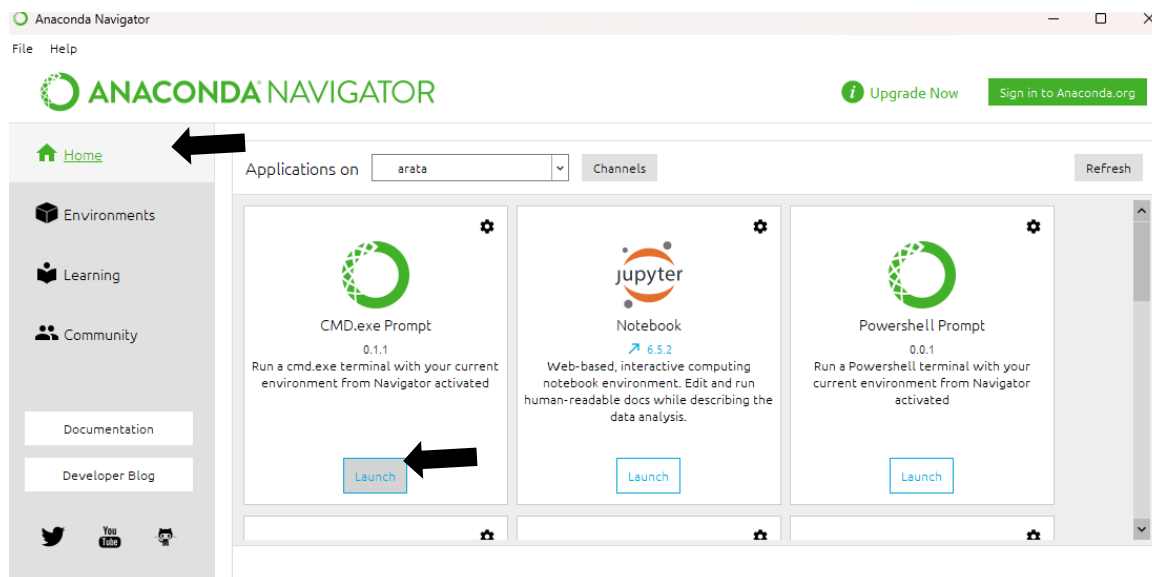 Anaconda Navigator
File Help
ANACONDA NAVIGATOR
i Upgrade Now
Sign in to Anaconda.org
Home
Environments
Learning
Community
Documentation
Developer Blog
You
Tube
Applications on arata Channels Refresh
CMD.exe Prompt
0.1.1
Run a cmd.exe terminal with your current
environment from Navigator activated
Launch
jupyter
Notebook
6.5.2
Web-based, interactive computing
notebook environment. Edit and run
human-readable docs while describing the
data analysis.
Launch
Powershell Prompt
0.0.1
Run a Powershell terminal with your
current environment from Navigator
activated
Launch